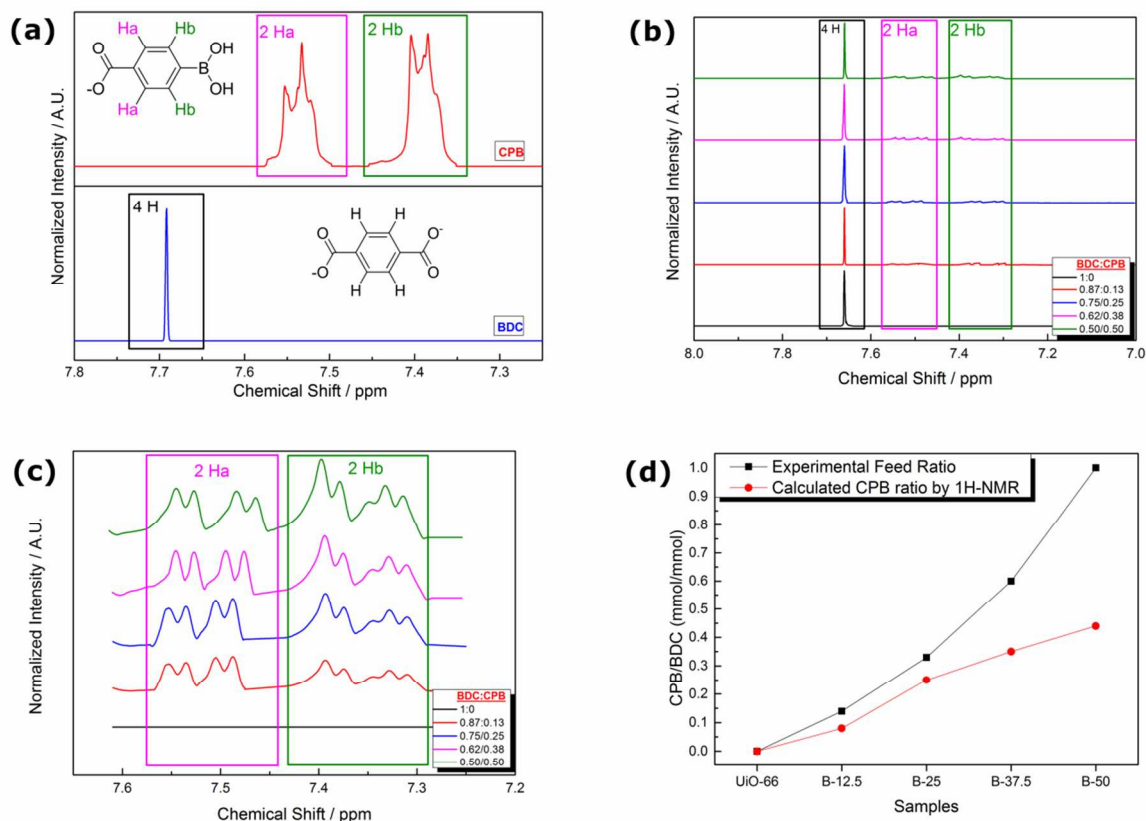 (a)
Normalized Intensity / A.U.
Ha Hb
O
-O
B
OH
OH
Ha Hb
2 Ha
2 Hb
CPB
4 H
H H
O O-
-O O
H H
BDC
7.8 7.7 7.6 7.5 7.4 7.3
Chemical Shift / ppm
(b)
Normalized Intensity / A.U.
4 H
2 Ha
2 Hb
BDC:CPB
1:0
0.87:0.13
0.75/0.25
0.62/0.38
0.50/0.50
8.0 7.8 7.6 7.4 7.2 7.0
Chemical Shift / ppm
(c)
Normalized Intensity / A.U.
2 Ha
2 Hb
BDC:CPB
1:0
0.87:0.13
0.75/0.25
0.62/0.38
0.50/0.50
7.6 7.5 7.4 7.3 7.2
Chemical Shift / ppm
(d)
CPB/BDC (mmol/mmol)
1.0
0.9
0.8
0.7
0.6
0.5
0.4
0.3
0.2
0.1
0.0
Experimental Feed Ratio
Calculated CPB ratio by 1H-NMR
UiO-66 B-12.5 B-25 B-37.5 B-50
Samples